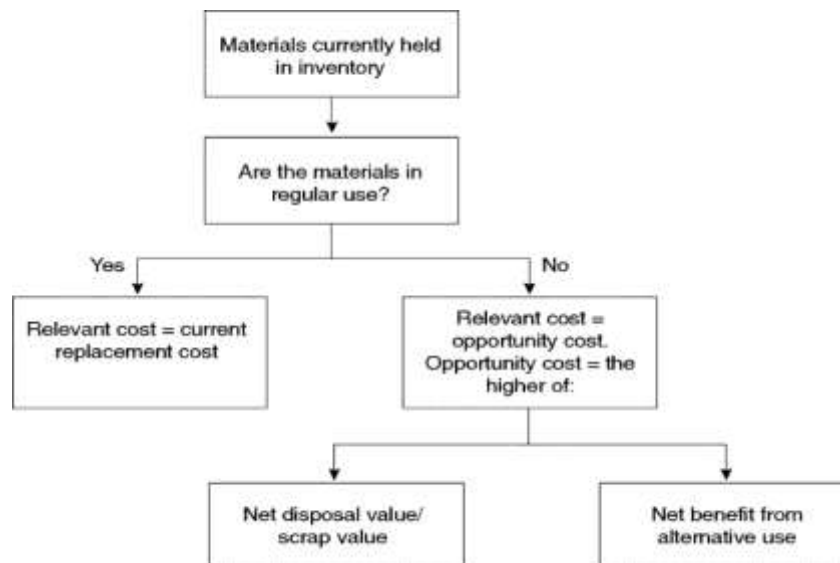 Materials currently held
in inventory
Are the materials in
regular use?
Yes
No
Relevant cost = current
replacement cost
Relevant cost =
opportunity cost.
Opportunity cost = the
higher of:
Net disposal value/
scrap value
Net benefit from
alternative use